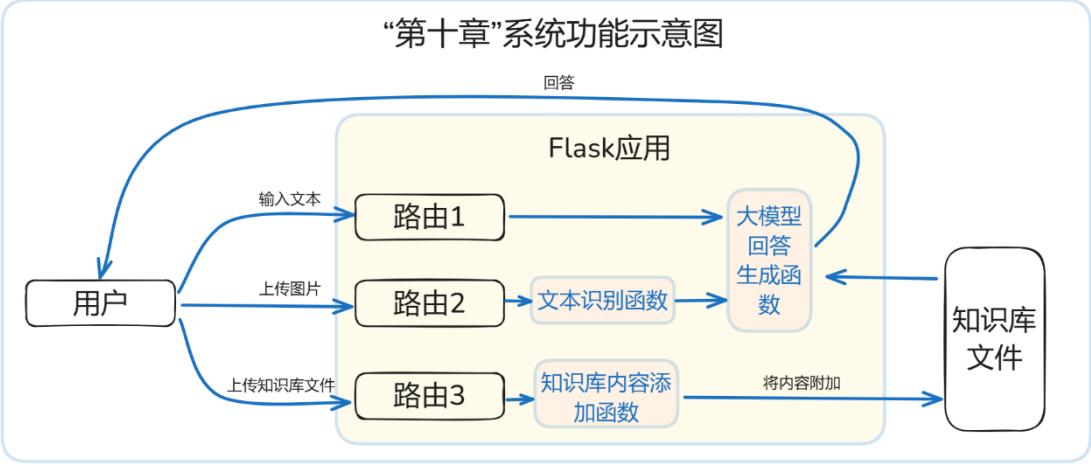 “第十章”系统功能示意图
回答
Flask应用
输入文本
路由1
大模型
回答
生成函
数
用户
上传图片
路由2
文本识别函数
知识库
文件
上传知识库文件
路由3
知识库内容添
加函数
将内容附加